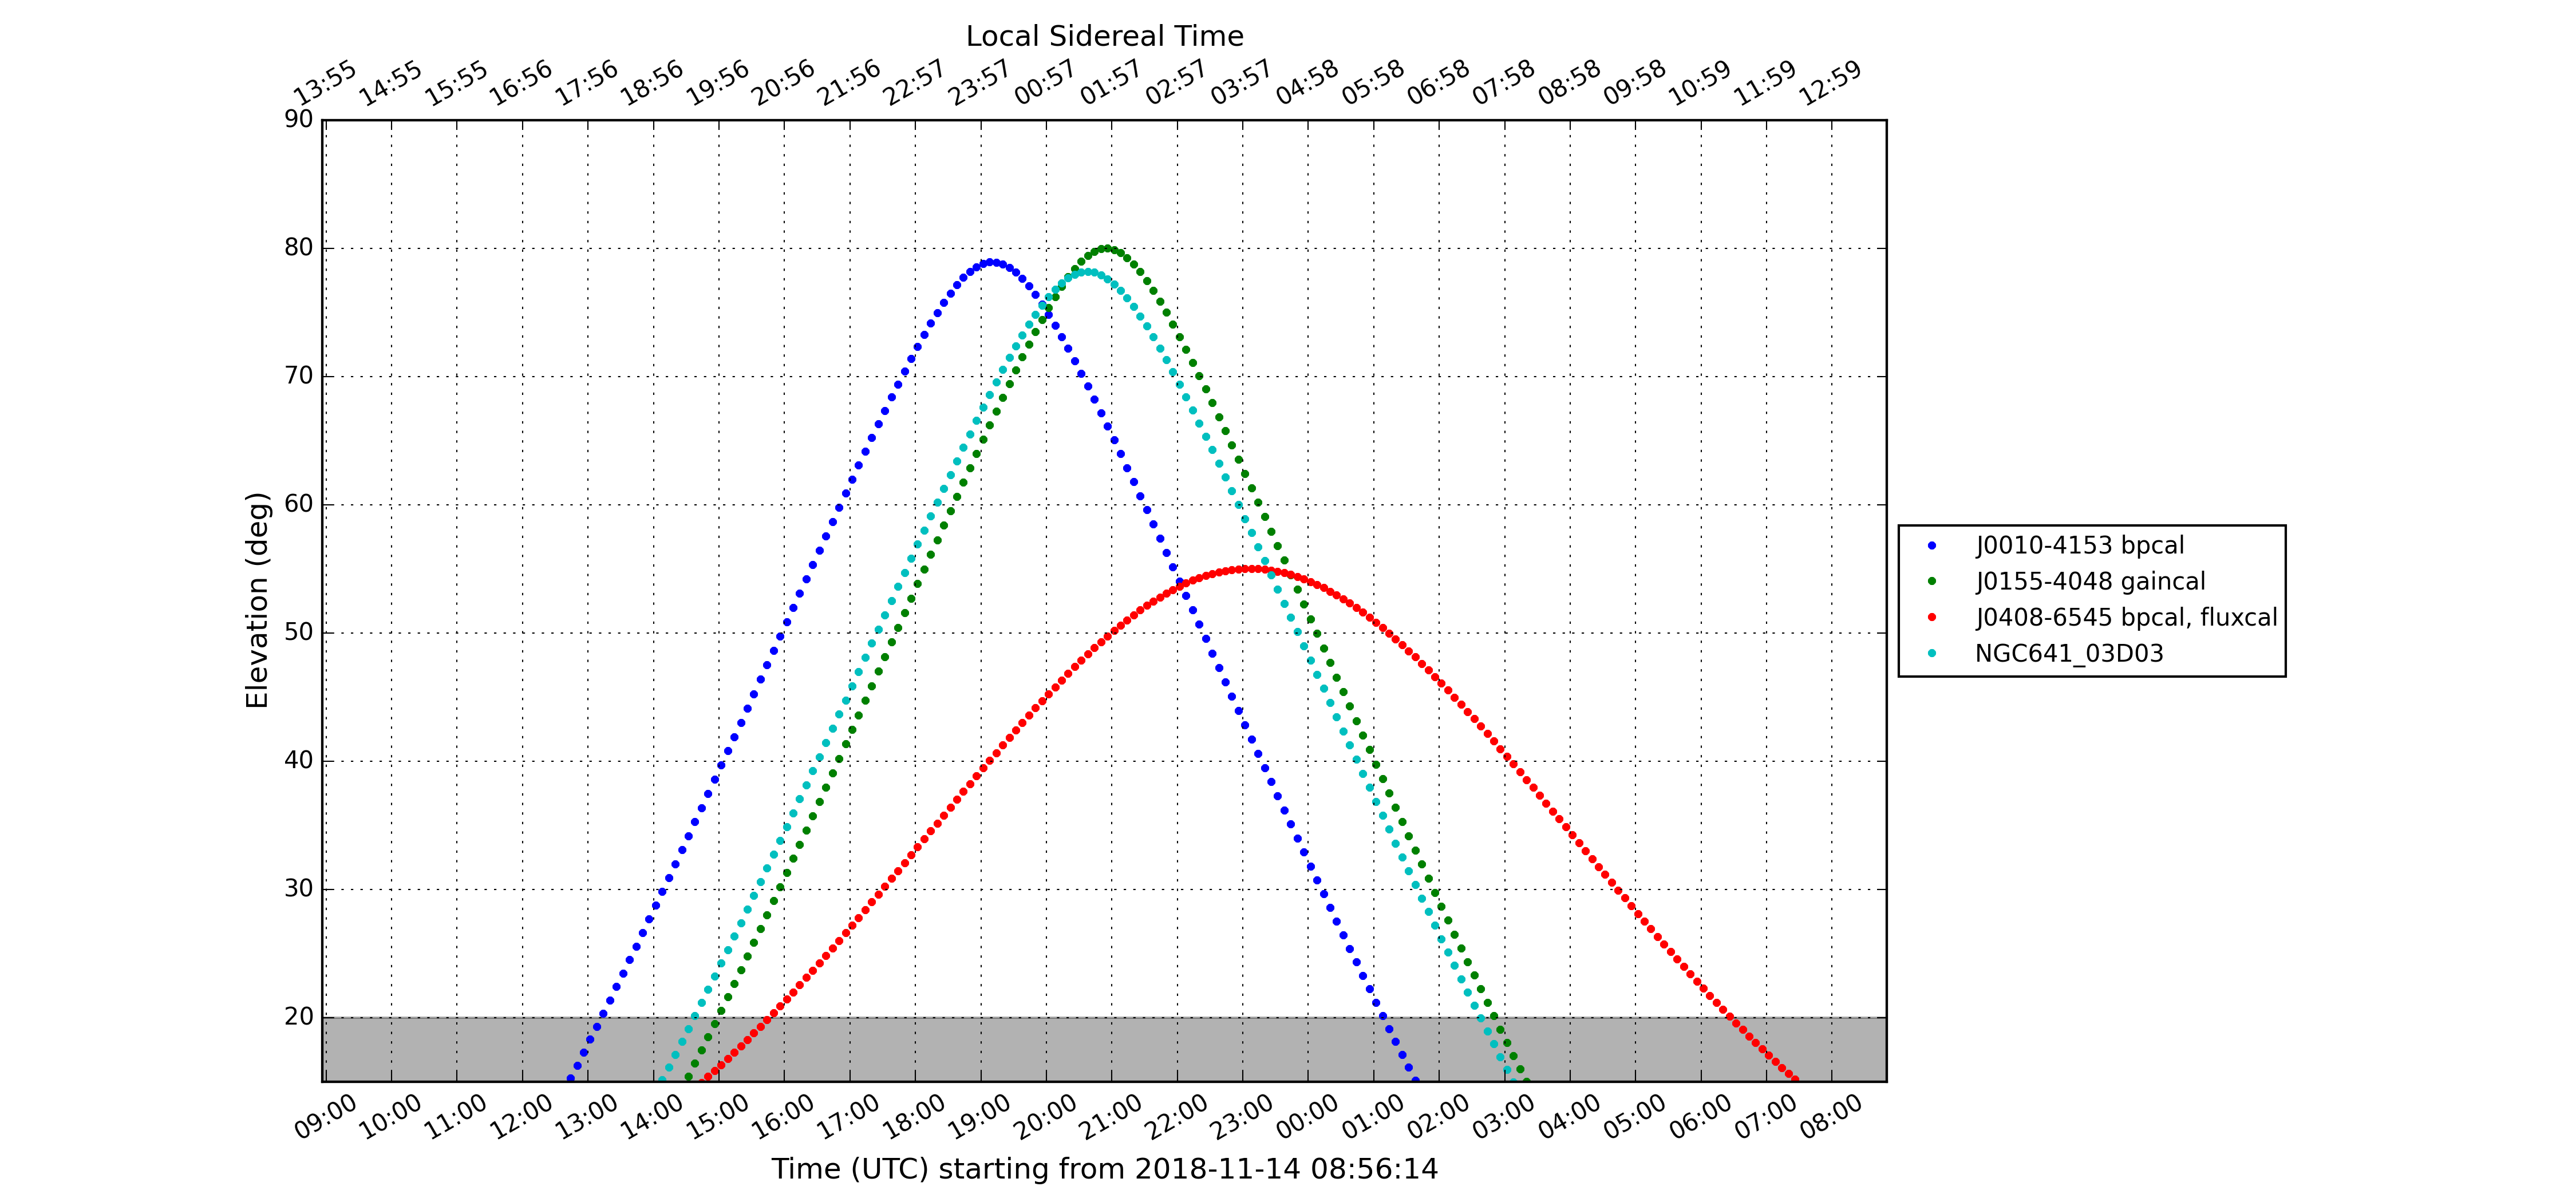 Local Sidereal Time
13:55 14:55 15:55 16:56 17:56 18:56 19:56 20:56 21:56 22:57 23:57 00:57 01:57 02:57 03:57 04:58 05:58 06:58 07:58 08:58 09:58 10:59 11:59 12:59
90
80
70
60
50
40
30
20
Elevation (deg)
J0010-4153 bpcal
J0155-4048 gaincal
J0408-6545 bpcal, fluxcal
NGC641_03D03
09:00 10:00 11:00 12:00 13:00 14:00 15:00 16:00 17:00 18:00 19:00 20:00 21:00 22:00 23:00 00:00 01:00 02:00 03:00 04:00 05:00 06:00 07:00 08:00
Time (UTC) starting from 2018-11-14 08:56:14